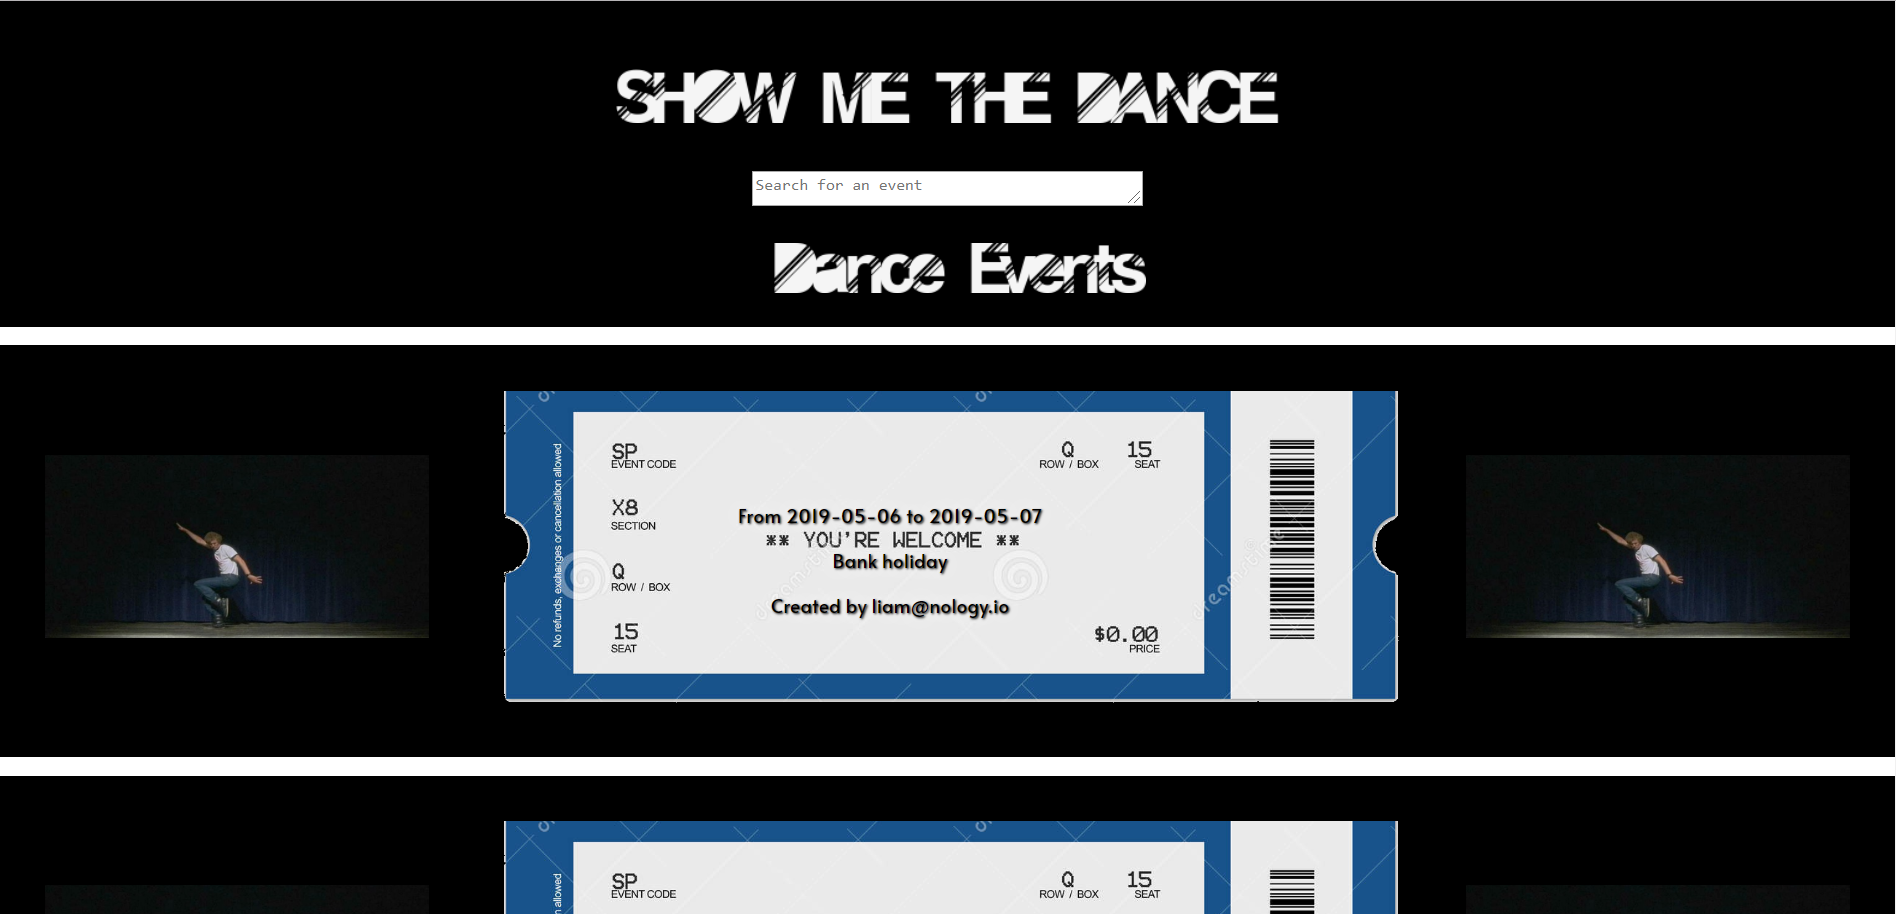 SHOW ME THE DANCE
Search for an event
Dance Events
No refunds, exchanges or cancellation allowed
SP
EVENT CODE
Q 15
ROW / BOX SEAT
X8
SECTION
From 2019-05-06 to 2019-05-07
** YOU'RE WELCOME **
Bank holiday
Q
ROW / BOX
Created by liam@nology.io
15
SEAT
$0.00
PRICE
dreamstime
dreamstime
SP
EVENT CODE
Q 15
ROW / BOX SEAT
allowed